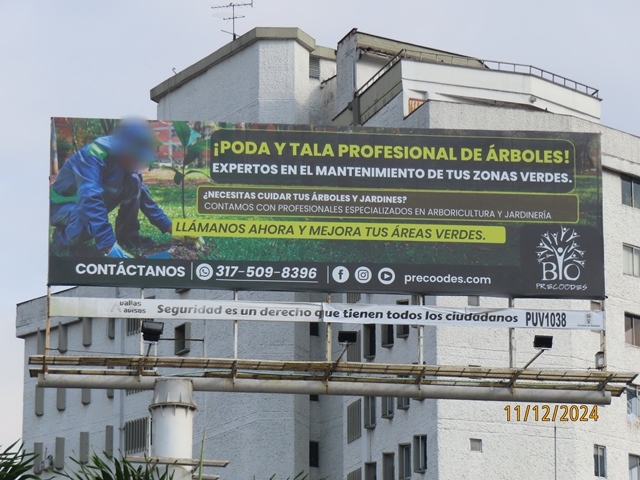 ¡PODA Y TALA PROFESIONAL DE ÁRBOLES!
EXPERTOS EN EL MANTENIMIENTO DE TUS ZONAS VERDES.
¿NECESITAS CUIDAR TUS ÁRBOLES Y JARDINES?
CONTAMOS CON PROFESIONALES ESPECIALIZADOS EN ARBORICULTURA Y JARDINERÍA
LLÁMANOS AHORA Y MEJORA TUS ÁREAS VERDES.
BIO
PRECOODES
CONTÁCTANOS 317-509-8396 precoodes.com
vallas
avisos
Seguridad es un derecho que tienen todos los ciudadanos PUV1038
11/12/2024